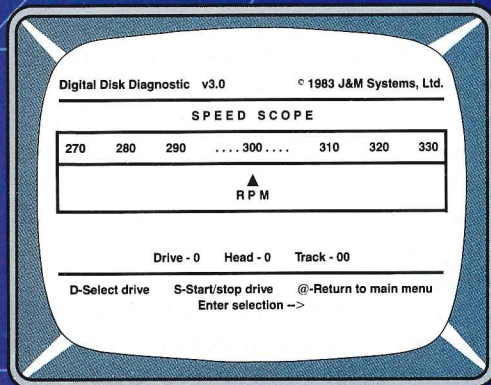 Digital Disk Diagnostic v3.0 © 1983 J&M Systems, Ltd.
SPEED SCOPE
270 280 290 ....300.... 310 320 330
▲
RPM
Drive - 0 Head - 0 Track - 00
D-Select drive S-Start/stop drive @-Return to main menu
Enter selection -->